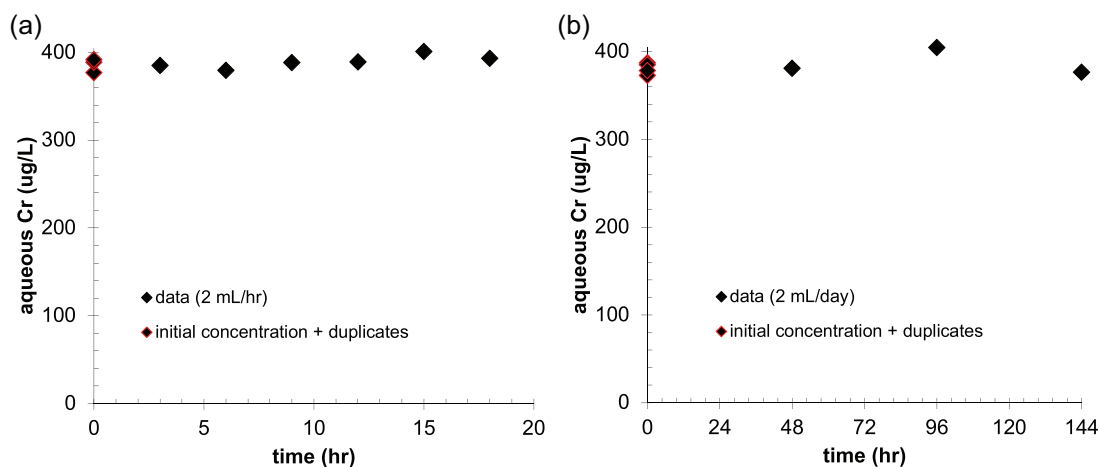 (a)
400
300
200
100
0
aqueous Cr (ug/L)
data (2 mL/hr)
initial concentration + duplicates
0 5 10 15 20
time (hr)
(b)
400
300
200
100
0
aqueous Cr (ug/L)
data (2 mL/day)
initial concentration + duplicates
0 24 48 72 96 120 144
time (hr)